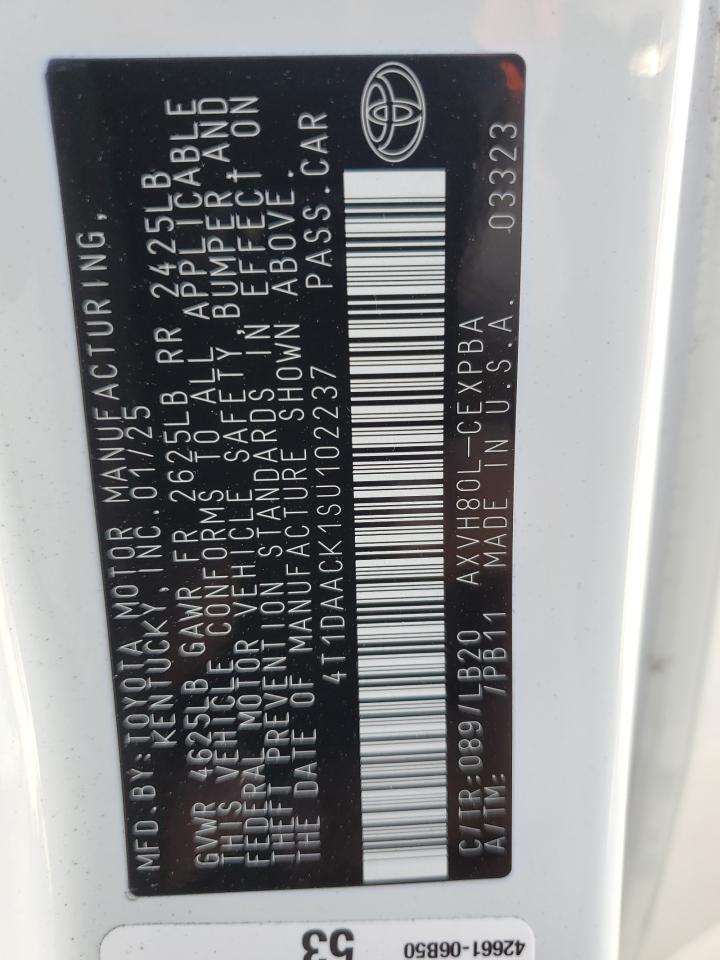 MFD.BY:TOYOTA MOTOR MANUFACTURING,
KENTUCKY, INC. 01/25
GVWR 4625LB GAWR FR 2625LB RR 2425LB
THIS VEHICLE CONFORMS TO ALL APPLICABLE
FEDERAL MOTOR VEHICLE SAFETY,BUMPER,AND
THEFT PREVENTION STANDARDS IN EFFECT ON
THE DATE OF MANUFACTURE SHOWN ABOVE.
4T1DAACK1SU102237 PASS.CAR
C/TR:089/LB20 AXVH80L-CEXPBA 03323
A/TM: /PB11 MADE IN U.S.A.
53
42661-06B50